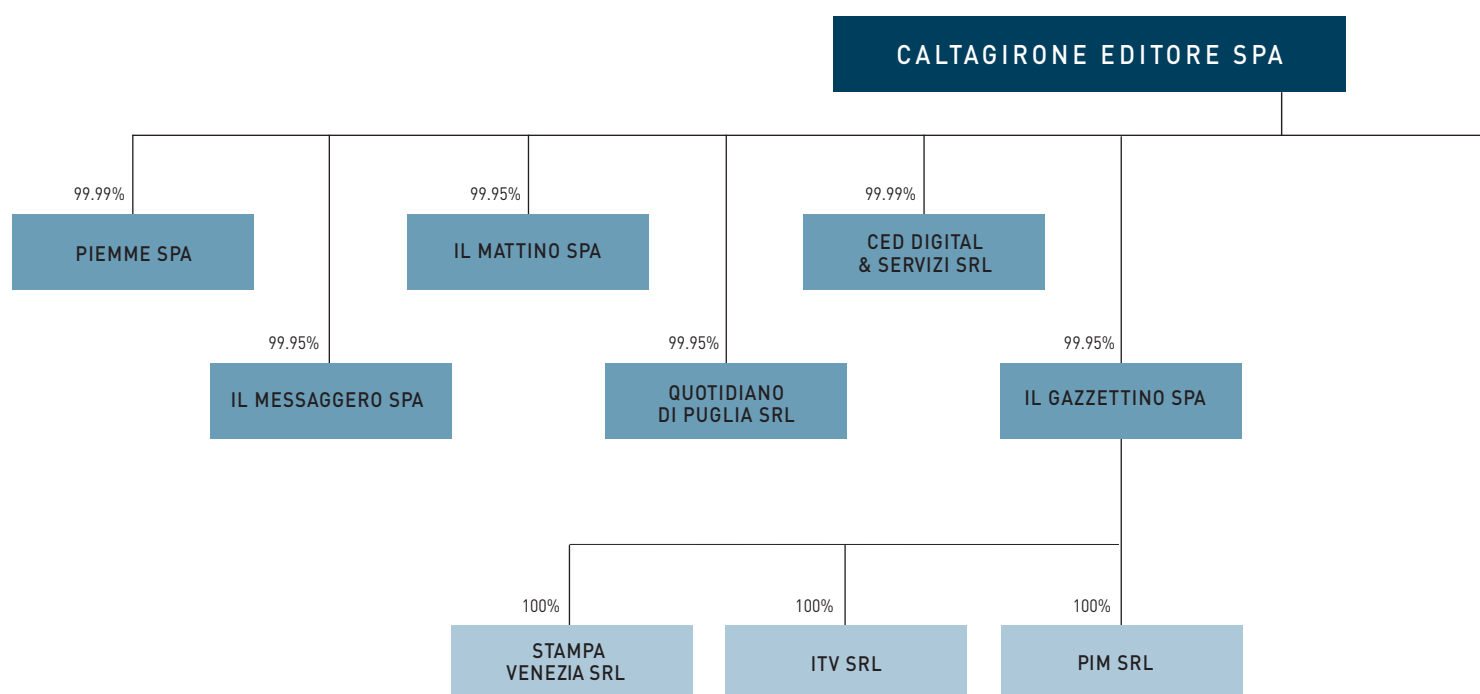 CALTAGIRONE EDITORE SPA
99.99%
99.95%
99.99%
PIEMME SPA
IL MATTINO SPA
CED DIGITAL
& SERVIZI SRL
99.95%
99.95%
99.95%
IL MESSAGGERO SPA
QUOTIDIANO
DI PUGLIA SRL
IL GAZZETTINO SPA
100%
100%
100%
STAMPA
VENEZIA SRL
ITV SRL
PIM SRL